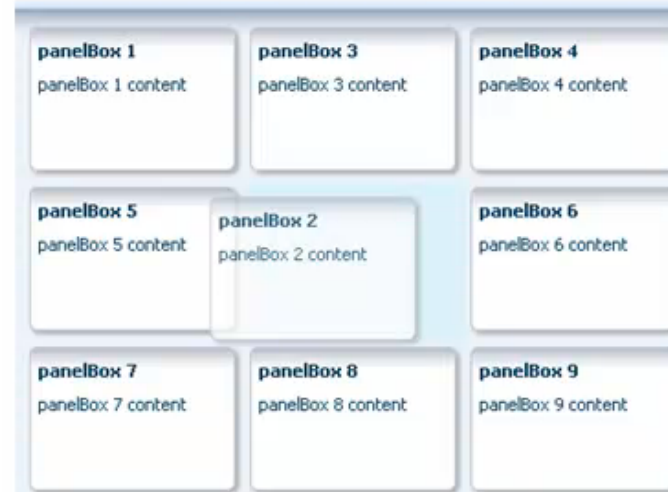 panelBox 1
panelBox 1 content
panelBox 3
panelBox 3 content
panelBox 4
panelBox 4 content
panelBox 5
panelBox 5 content
panelBox 2
panelBox 2 content
panelBox 6
panelBox 6 content
panelBox 7
panelBox 7 content
panelBox 8
panelBox 8 content
panelBox 9
panelBox 9 content